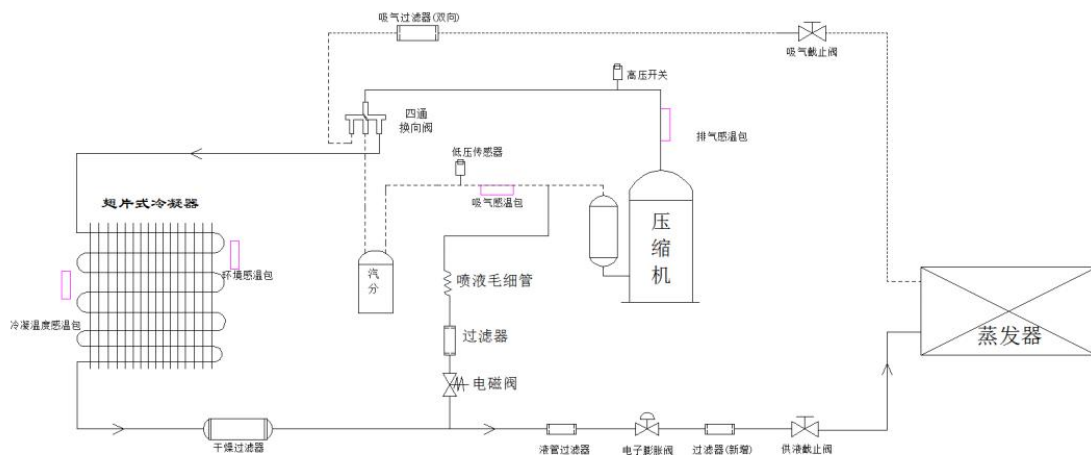 吸气过滤器(双向)
吸气截止阀
高压开关
四通
换向阀
排气感温包
低压传感器
吸气感温包
翅片式冷凝器
压
缩
机
环境感温包
汽
分
喷液毛细管
冷凝温度感温包
过滤器
蒸发器
电磁阀
干燥过滤器
液管过滤器
电子膨胀阀
过滤器(新增)
供液截止阀